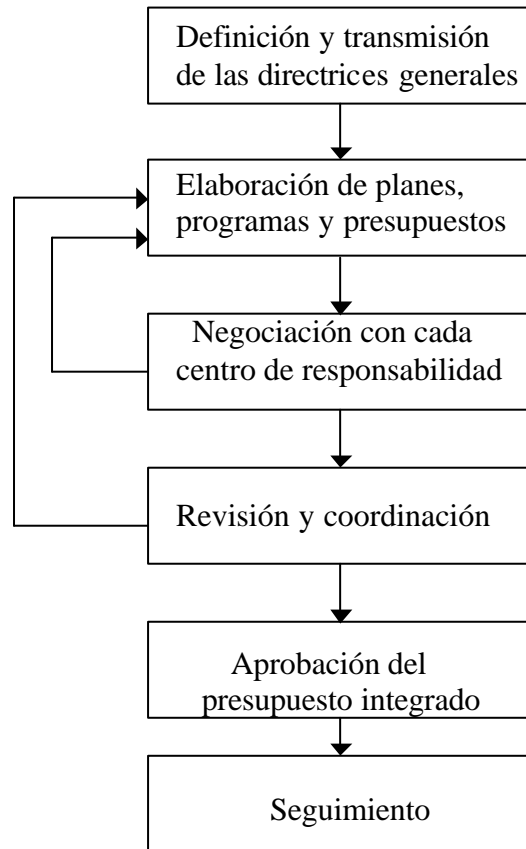 Definición y transmisión
de las directrices generales
Elaboración de planes,
programas y presupuestos
Negociación con cada
centro de responsabilidad
Revisión y coordinación
Aprobación del
presupuesto integrado
Seguimiento